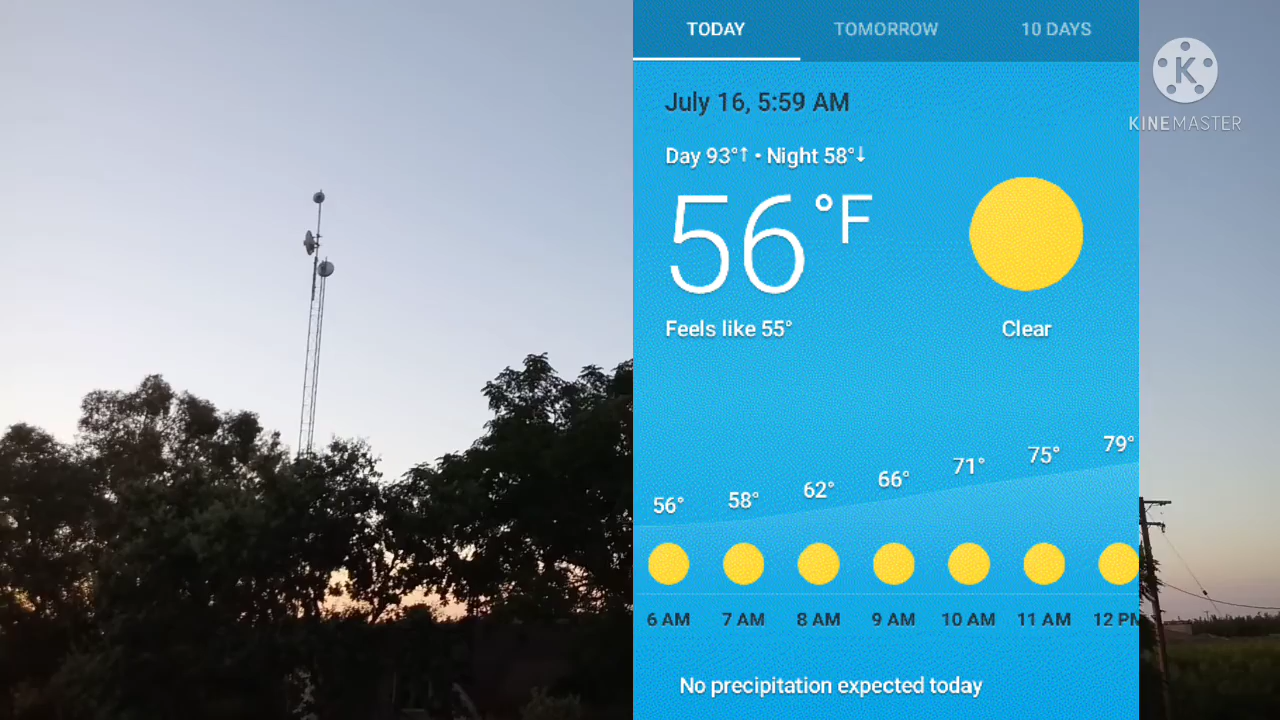 TODAY TOMORROW 10 DAYS
July 16, 5:59 AM
Day 93°↑ • Night 58°↓
56 °F
Feels like 55°
Clear
56° 58° 62° 66° 71° 75° 79°
6 AM 7 AM 8 AM 9 AM 10 AM 11 AM 12 PM
No precipitation expected today
K
KINEMASTER